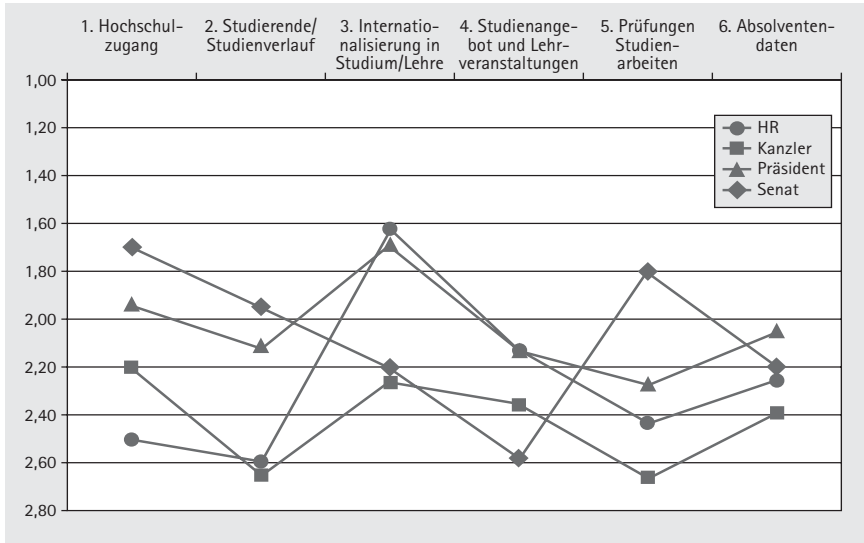 1. Hochschul-
zugang
2. Studierende/
Studienverlauf
3. Internatio-
nalisierung in
Studium/Lehre
4. Studienange-
bot und Lehr-
veranstaltungen
5. Prüfungen
Studien-
arbeiten
6. Absolventen-
daten
1,00
1,20
1,40
1,60
1,80
2,00
2,20
2,40
2,60
2,80
HR
Kanzler
Präsident
Senat